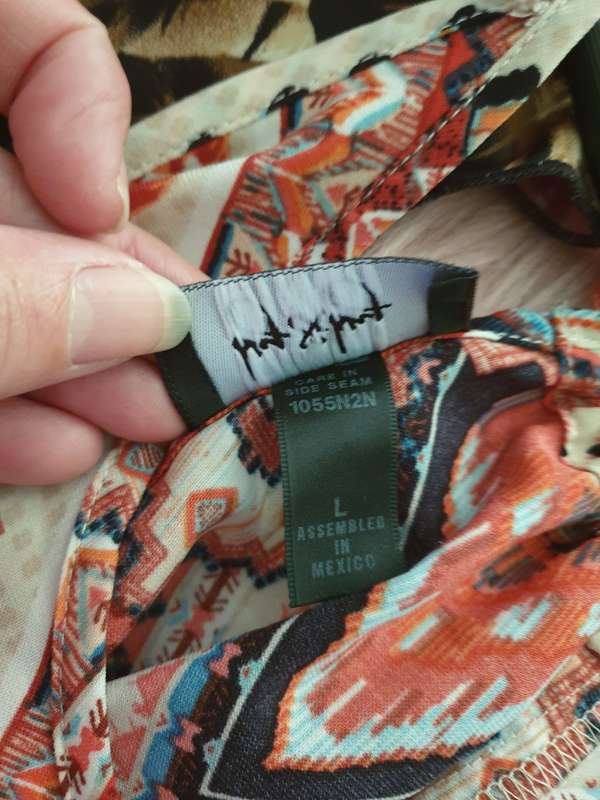 CARE IN
SIDE SEAM
1055N2N
L
ASSEMBLED
IN
MEXICO